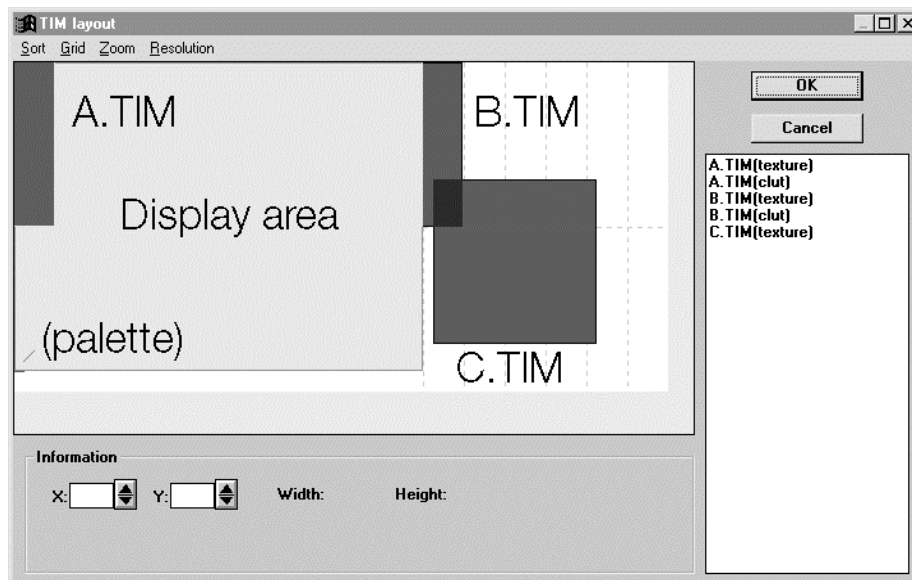 TIM layout
Sort Grid Zoom Resolution
A.TIM
B.TIM
Display area
(palette)
C.TIM
OK
Cancel
A.TIM(texture)
A.TIM(clut)
B.TIM(texture)
B.TIM(clut)
C.TIM(texture)
Information
X: Y: Width: Height: